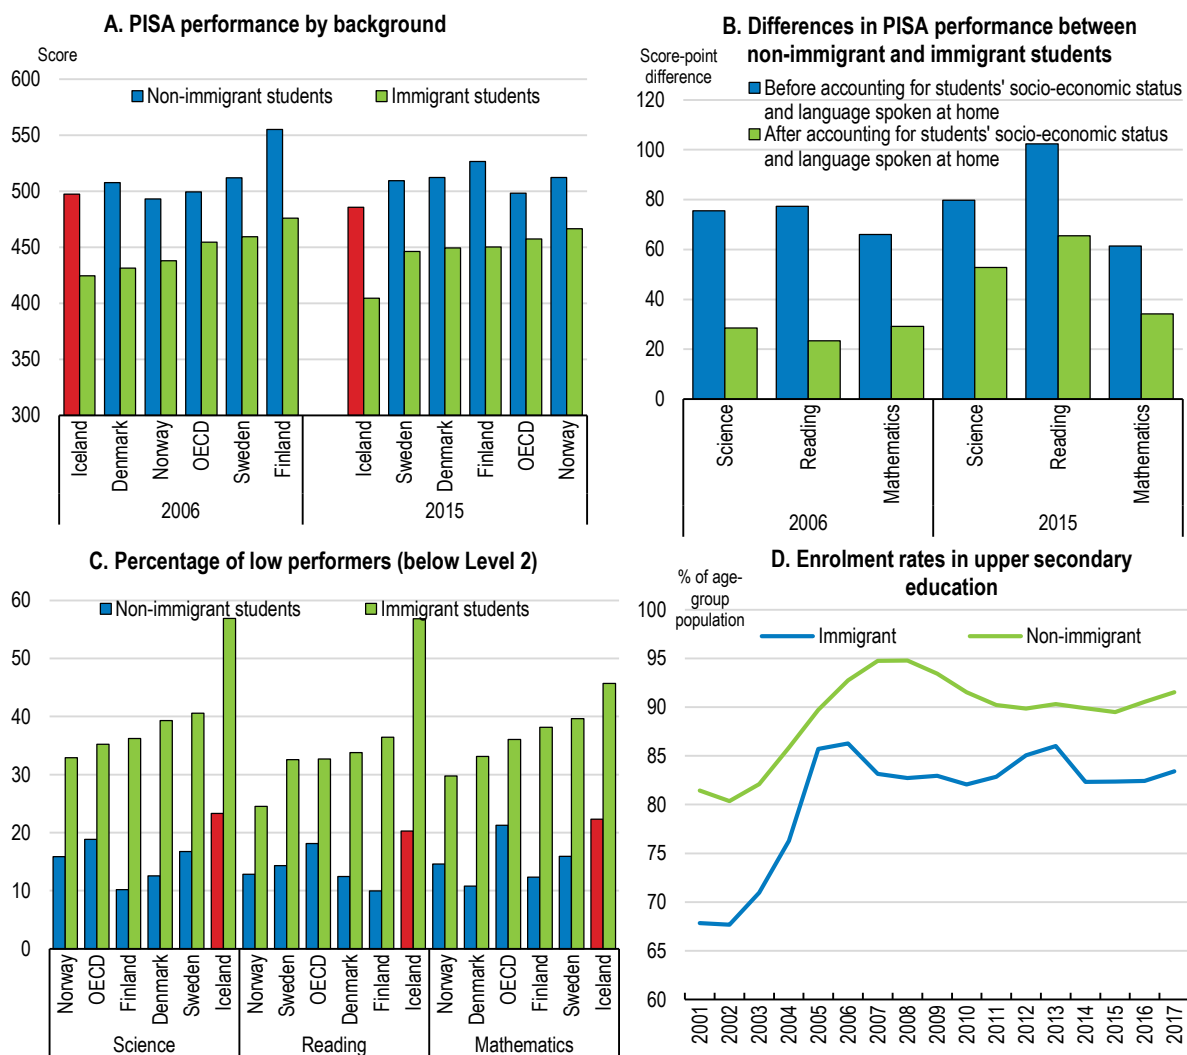 A. PISA performance by background
Score
600
550
500
450
400
350
300
Non-immigrant students
Immigrant students
Iceland
Denmark
Norway
OECD
Sweden
Finland
Iceland
Sweden
Denmark
Finland
OECD
Norway
2006
2015
B. Differences in PISA performance between
non-immigrant and immigrant students
Score-point
difference
120
100
80
60
40
20
0
Before accounting for students' socio-economic status
and language spoken at home
After accounting for students' socio-economic status
and language spoken at home
Science
Reading
Mathematics
Science
Reading
Mathematics
2006
2015
C. Percentage of low performers (below Level 2)
60
50
40
30
20
10
0
Non-immigrant students
Immigrant students
Norway
OECD
Finland
Denmark
Sweden
Iceland
Norway
Sweden
OECD
Denmark
Finland
Iceland
Norway
Denmark
OECD
Finland
Sweden
Iceland
Science
Reading
Mathematics
D. Enrolment rates in upper secondary
education
% of age-
group
population
100
95
90
85
80
75
70
65
60
Immigrant
Non-immigrant
2001
2002
2003
2004
2005
2006
2007
2008
2009
2010
2011
2012
2013
2014
2015
2016
2017